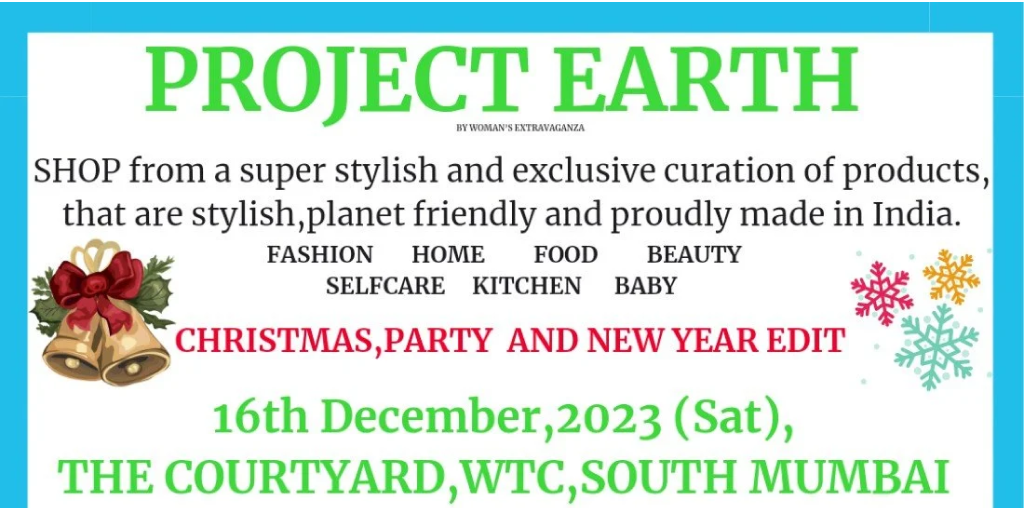 PROJECT EARTH
BY WOMAN'S EXTRAVAGANZA
SHOP from a super stylish and exclusive curation of products,
that are stylish,planet friendly and proudly made in India.
FASHION HOME FOOD BEAUTY
SELFCARE KITCHEN BABY
CHRISTMAS,PARTY AND NEW YEAR EDIT
16th December,2023 (Sat),
THE COURTYARD,WTC,SOUTH MUMBAI